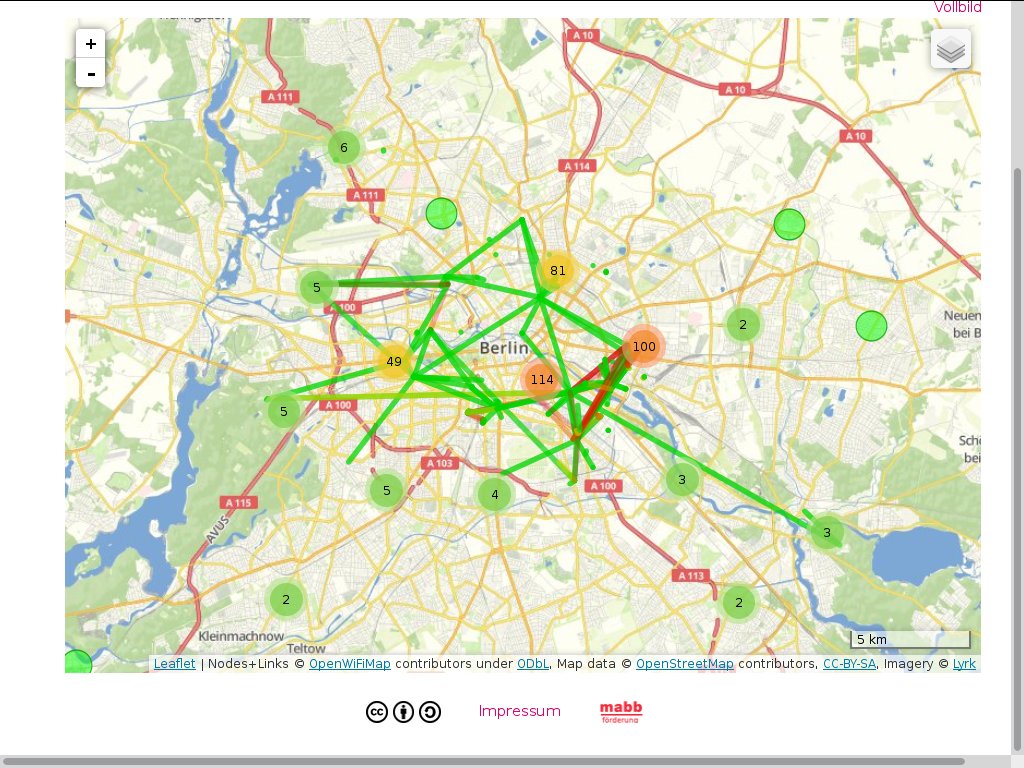 Vollbild
+
-
A 10
A 10
A 111
A 10
6
A 114
A 111
81
5
A 100
2
Neuen
bei B
100
Berlin
49
114
5
A 100
A 103
3
5
4
A 100
A 115
AVUS
3
A 113
2
2
Kleinmachnow
Teltow
5 km
Leaflet | Nodes+Links © OpenWiFiMap contributors under ODbL, Map data © OpenStreetMap contributors, CC-BY-SA, Imagery © Lyrk
cc
Impressum
mabb
förderung